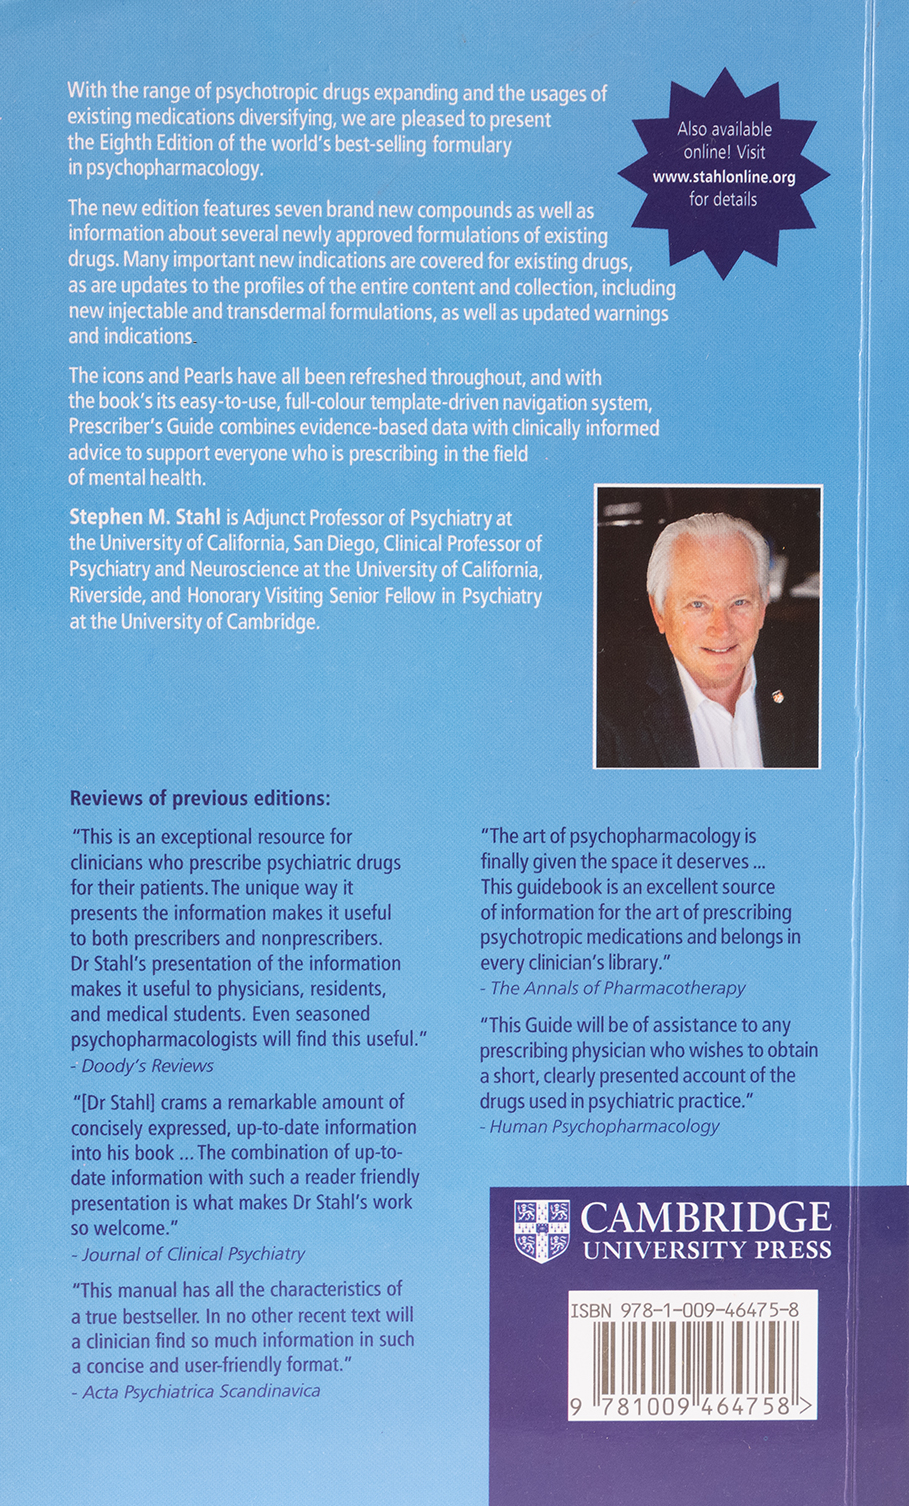 With the range of psychotropic drugs expanding and the usages of
existing medications diversifying, we are pleased to present
the Eighth Edition of the world's best-selling formulary
in psychopharmacology.
Also available
online! Visit
www.stahlonline.org
for details
The new edition features seven brand new compounds as well as
information about several newly approved formulations of existing
drugs. Many important new indications are covered for existing drugs,
as are updates to the profiles of the entire content and collection, including
new injectable and transdermal formulations, as well as updated warnings
and indications.
The icons and Pearls have all been refreshed throughout, and with
the book's its easy-to-use, full-colour template-driven navigation system,
Prescriber's Guide combines evidence-based data with clinically informed
advice to support everyone who is prescribing in the field
of mental health.
Stephen M. Stahl is Adjunct Professor of Psychiatry at
the University of California, San Diego, Clinical Professor of
Psychiatry and Neuroscience at the University of California,
Riverside, and Honorary Visiting Senior Fellow in Psychiatry
at the University of Cambridge.
Reviews of previous editions:
"This is an exceptional resource for
clinicians who prescribe psychiatric drugs
for their patients. The unique way it
presents the information makes it useful
to both prescribers and nonprescribers.
Dr Stahl's presentation of the information
makes it useful to physicians, residents,
and medical students. Even seasoned
psychopharmacologists will find this useful."
- Doody's Reviews
"[Dr Stahl] crams a remarkable amount of
concisely expressed, up-to-date information
into his book ... The combination of up-to-
date information with such a reader friendly
presentation is what makes Dr Stahl's work
so welcome."
- Journal of Clinical Psychiatry
"This manual has all the characteristics of
a true bestseller. In no other recent text will
a clinician find so much information in such
a concise and user-friendly format."
- Acta Psychiatrica Scandinavica
"The art of psychopharmacology is
finally given the space it deserves ...
This guidebook is an excellent source
of information for the art of prescribing
psychotropic medications and belongs in
every clinician's library."
- The Annals of Pharmacotherapy
"This Guide will be of assistance to any
prescribing physician who wishes to obtain
a short, clearly presented account of the
drugs used in psychiatric practice."
- Human Psychopharmacology
CAMBRIDGE
UNIVERSITY PRESS
ISBN 978-1-009-46475-8
9 781009 464758 >